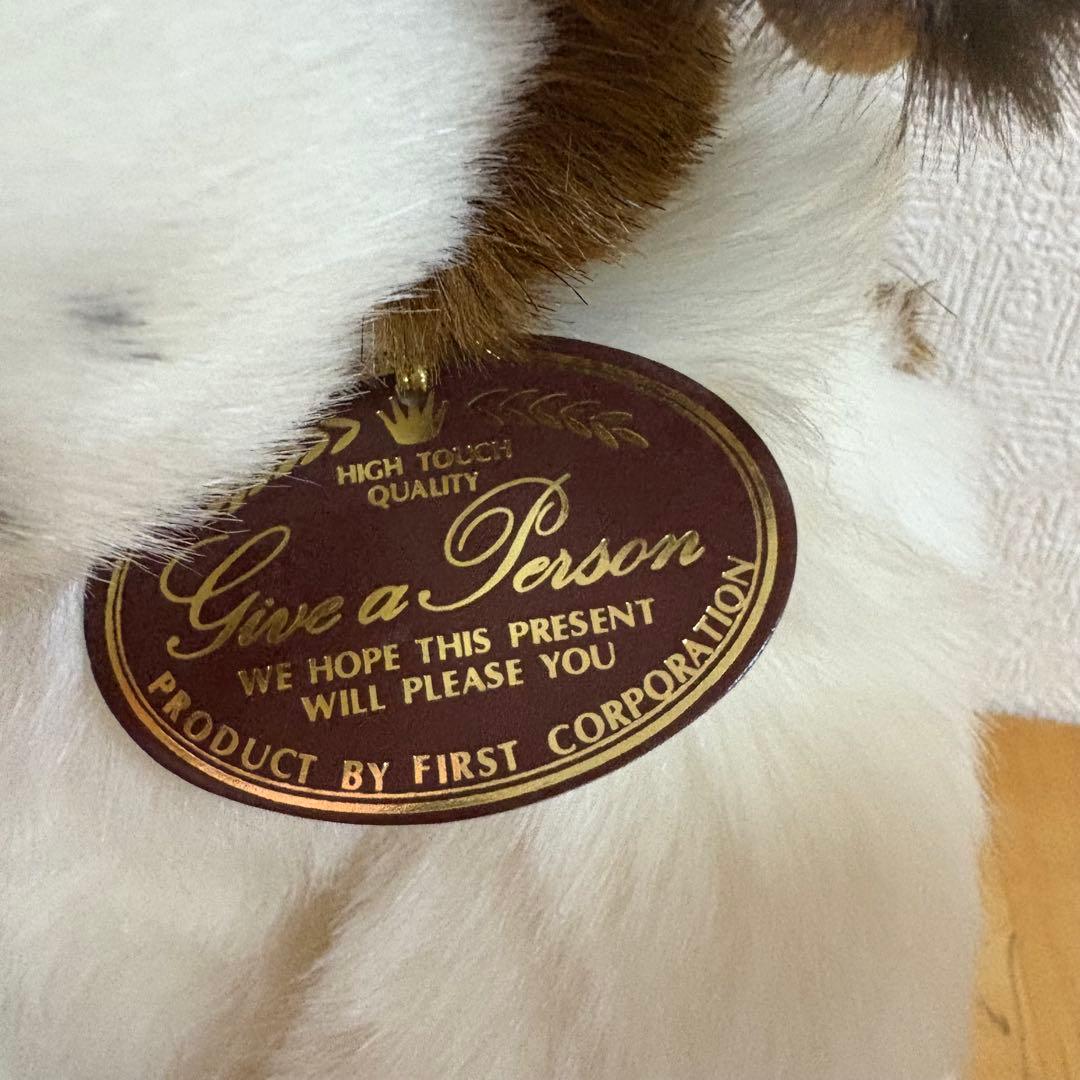 HIGH TOUCH
QUALITY
Give a Person
WE HOPE THIS PRESENT
WILL PLEASE YOU
PRODUCT BY FIRST CORPORATION